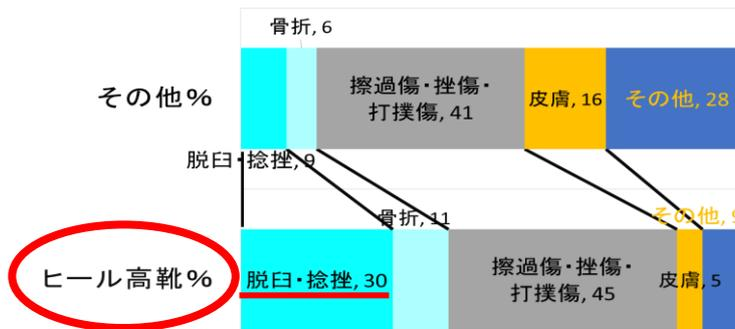 骨折, 6
その他%
擦過傷・挫傷・
打撲傷, 41
皮膚, 16
その他, 28
脱臼・捻挫, 9
骨折, 11
その他, 9
ヒール高靴%
脱臼・捻挫, 30
擦過傷・挫傷・
打撲傷, 45
皮膚, 5